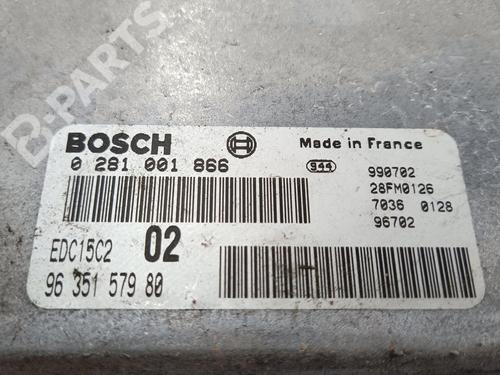 B-PARTS
BOSCH
Made in France
0 281 001 866
944
990702
28FM0126
7036 0128
96702
EDC15C2 02
96 351 579 80